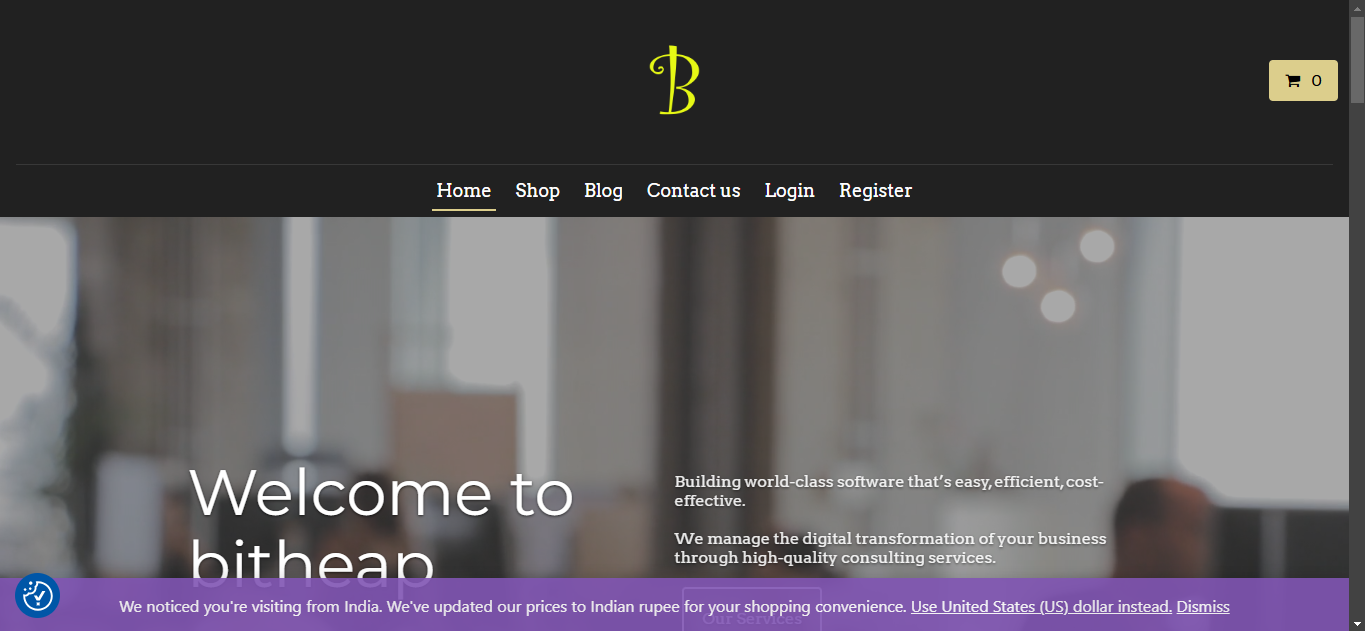 B
0
Home Shop Blog Contact us Login Register
Welcome to
bitheap
Building world-class software that's easy, efficient, cost-
effective.
We manage the digital transformation of your business
through high-quality consulting services.
Our Services
We noticed you're visiting from India. We've updated our prices to Indian rupee for your shopping convenience. Use United States (US) dollar instead. Dismiss